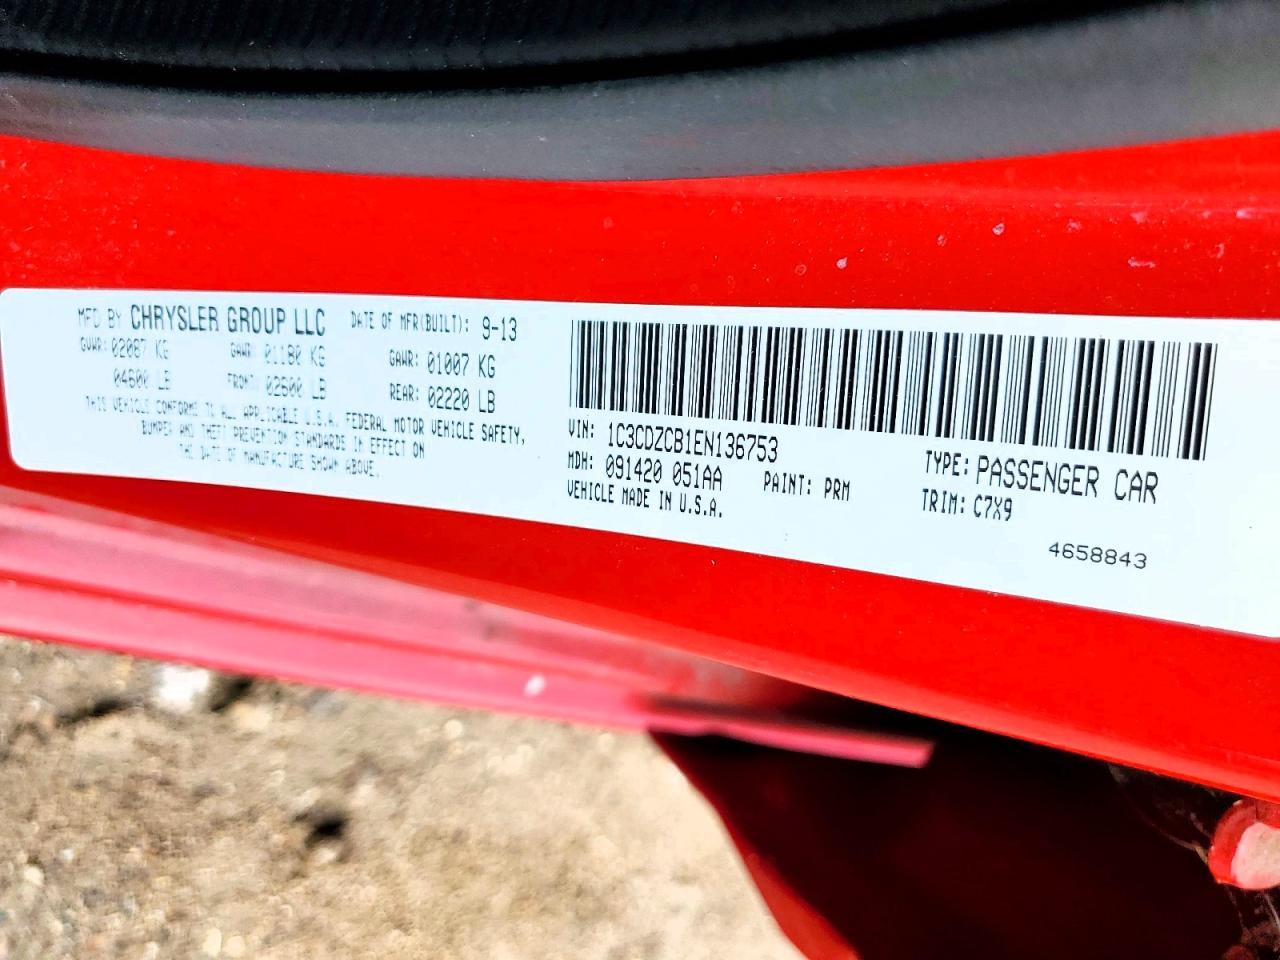 MFD BY CHRYSLER GROUP LLC DATE OF MFR(BUILT): 9-13
GVWR: 02087 KG GAWR: 01180 KG GAWR: 01007 KG
04600 LB FRONT: 02600 LB REAR: 02220 LB
THIS VEHICLE CONFORMS TO ALL APPLICABLE U.S.A. FEDERAL MOTOR VEHICLE SAFETY,
BUMPER AND THEFT PREVENTION STANDARDS IN EFFECT ON
THE DATE OF MANUFACTURE SHOWN ABOVE.
VIN: 1C3CDZCB1EN136753 TYPE: PASSENGER CAR
MDH: 091420 051AA PAINT: PRM TRIM: C7X9
VEHICLE MADE IN U.S.A.
4658843